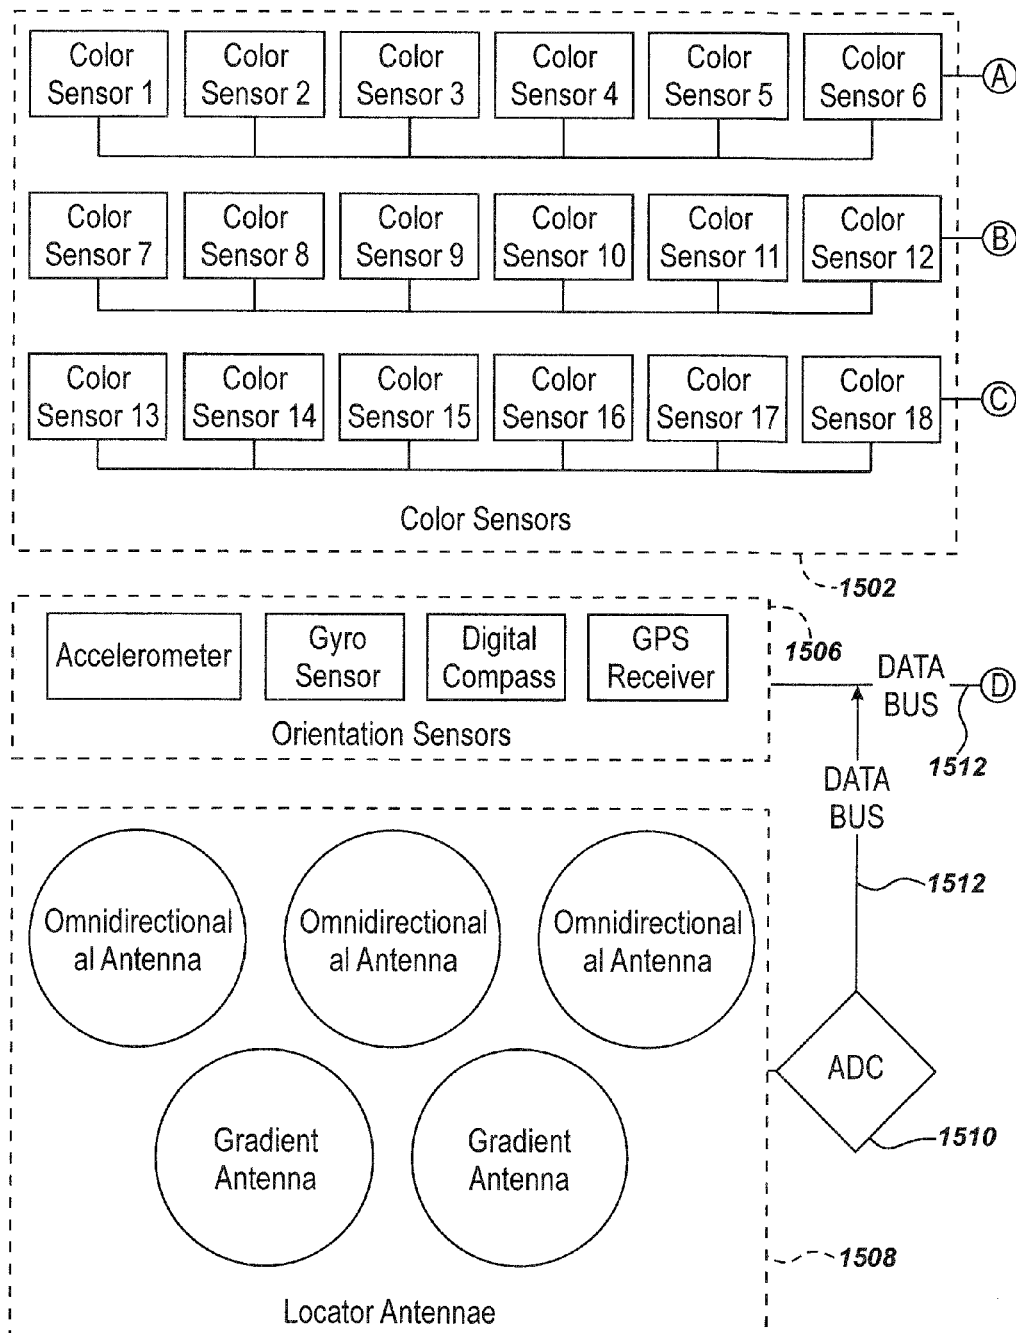 Color Sensor 1
Color Sensor 2
Color Sensor 3
Color Sensor 4
Color Sensor 5
Color Sensor 6
A
Color Sensor 7
Color Sensor 8
Color Sensor 9
Color Sensor 10
Color Sensor 11
Color Sensor 12
B
Color Sensor 13
Color Sensor 14
Color Sensor 15
Color Sensor 16
Color Sensor 17
Color Sensor 18
C
Color Sensors
1502
Accelerometer
Gyro
Sensor
Digital
Compass
GPS
Receiver
Orientation Sensors
1506
DATA
BUS
D
1512
DATA
BUS
1512
Omnidirectional
al Antenna
Omnidirectional
al Antenna
Omnidirectional
al Antenna
ADC
1510
Gradient
Antenna
Gradient
Antenna
1508
Locator Antennae